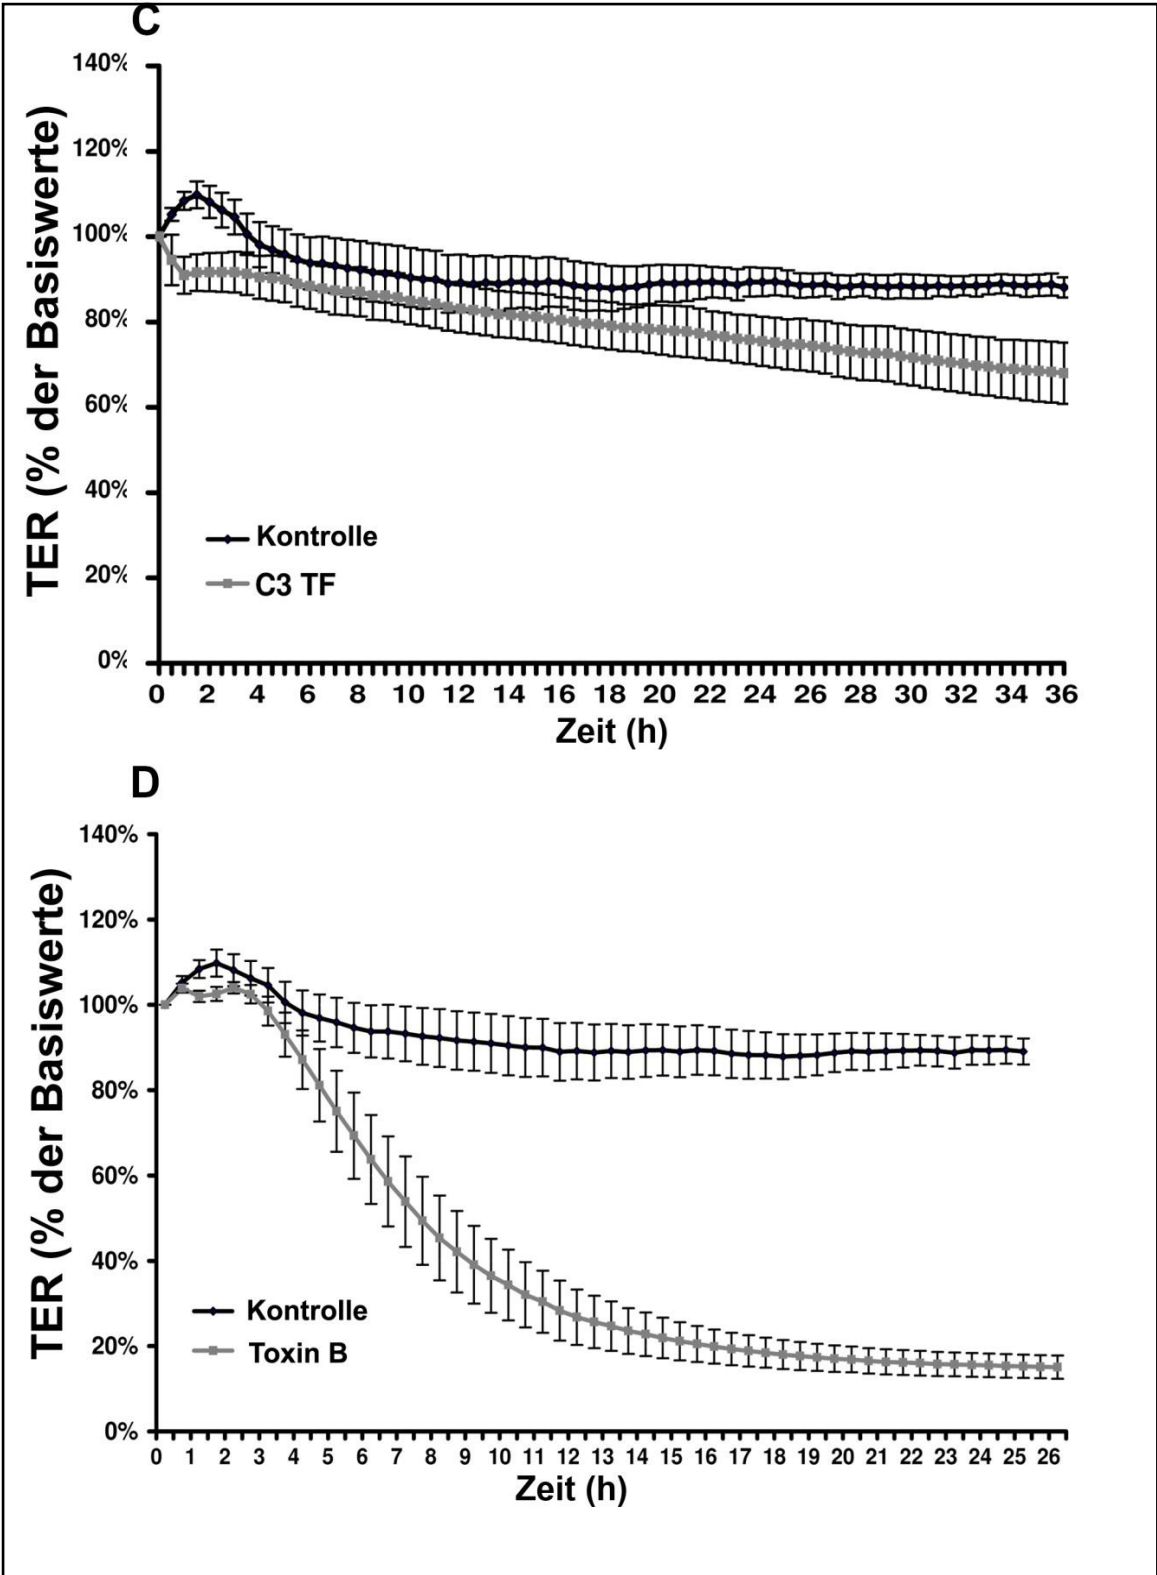 C
140%
120%
100%
80%
60%
40%
20%
0%
TER (% der Basiswerte)
Kontrolle
C3 TF
0 2 4 6 8 10 12 14 16 18 20 22 24 26 28 30 32 34 36
Zeit (h)
D
140%
120%
100%
80%
60%
40%
20%
0%
TER (% der Basiswerte)
Kontrolle
Toxin B
0 1 2 3 4 5 6 7 8 9 10 11 12 13 14 15 16 17 18 19 20 21 22 23 24 25 26
Zeit (h)